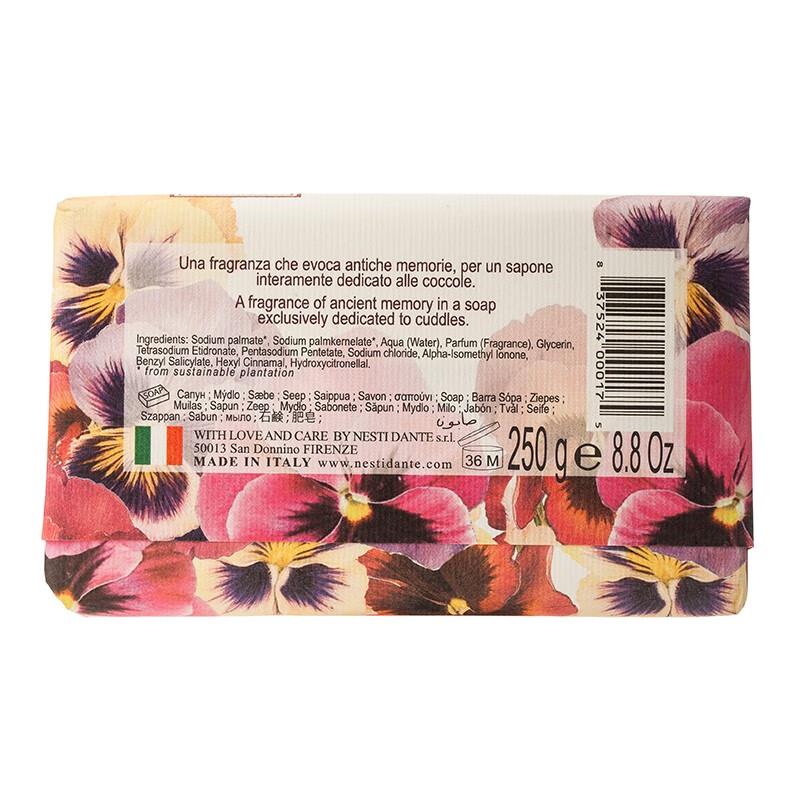 Una fragranza che evoca antiche memorie, per un sapone
interamente dedicato alle coccole.
A fragrance of ancient memory in a soap
exclusively dedicated to cuddles.
Ingredients: Sodium palmate*, Sodium palmkernelate*, Aqua (Water), Parfum (Fragrance), Glycerin,
Tetrasodium Etidronate, Pentasodium Pentetate, Sodium chloride, Alpha-Isomethyl Ionone,
Benzyl Salicylate, Hexyl Cinnamal, Hydroxycitronellal.
* from sustainable plantation
SOAP
Сапун ; Mýdlo ; Sæbe ; Seep ; Saippua ; Savon ; σαπούνι ; Soap ; Barra Sópa ; Ziepes ;
Muilas ; Sapun ; Zeep ; Mydło ; Sabonete ; Săpun ; Mydlo ; Milo ; Jabón ; Tvål ; Seife ;
Szappan ; Sabun ; мыло ; 石鹸 ; 肥皂 ; صابون
WITH LOVE AND CARE BY NESTI DANTE s.r.l.
50013 San Donnino FIRENZE
MADE IN ITALY www.nestidante.com
36 M
250 g e 8.8 Oz
8 37524 00017 5